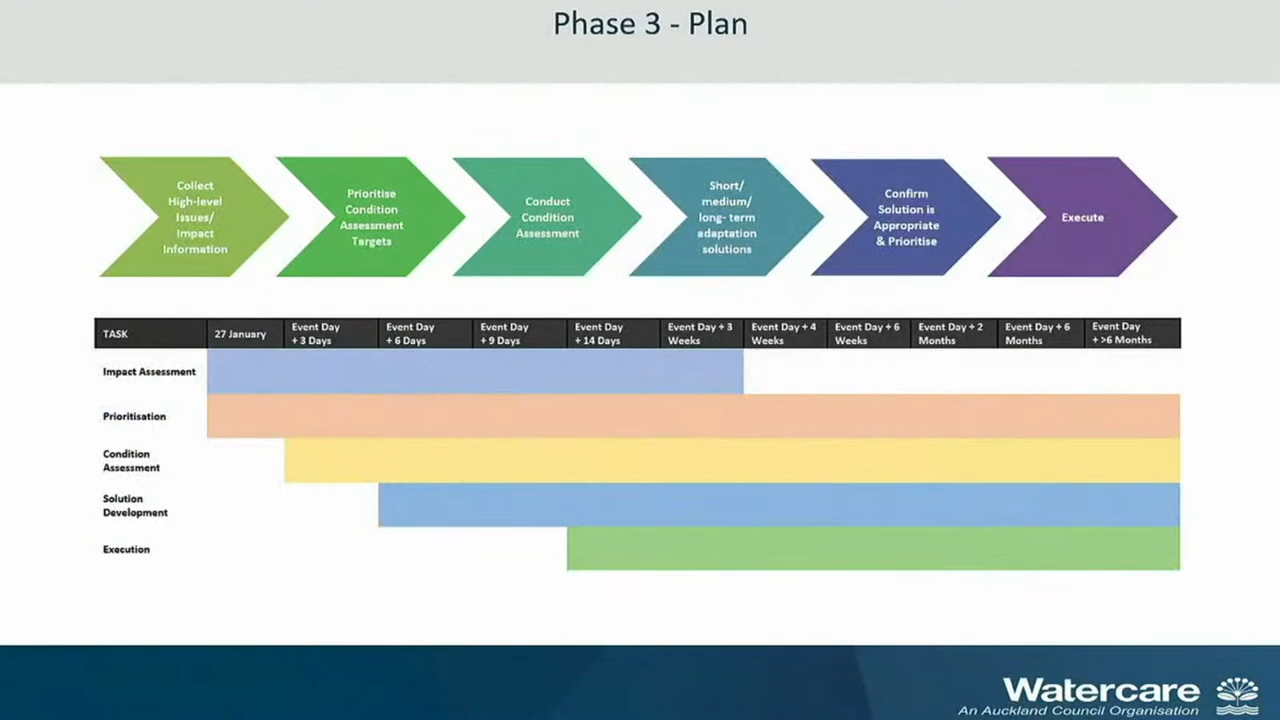 Phase 3 - Plan
Collect
High-level
Issues/
Impact
Information
Prioritise
Condition
Assessment
Targets
Conduct
Condition
Assessment
Short/
medium/
long- term
adaptation
solutions
Confirm
Solution is
Appropriate
& Prioritise
Execute
TASK
27 January
Event Day
+ 3 Days
Event Day
+ 6 Days
Event Day
+ 9 Days
Event Day
+ 14 Days
Event Day + 3
Weeks
Event Day + 4
Weeks
Event Day + 6
Weeks
Event Day + 2
Months
Event Day + 6
Months
Event Day
+ >6 Months
Impact Assessment
Prioritisation
Condition
Assessment
Solution
Development
Execution
Watercare
An Auckland Council Organisation